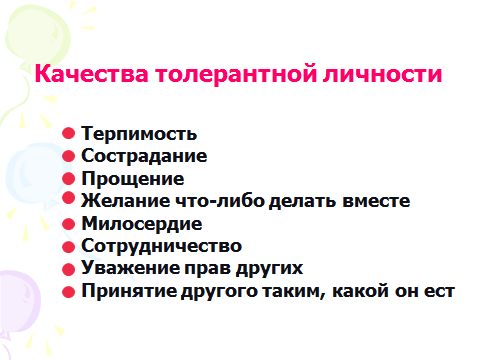 Качества толерантной личности
Терпимость
Сострадание
Прощение
Желание что-либо делать вместе
Милосердие
Сотрудничество
Уважение прав других
Принятие другого таким, какой он ест